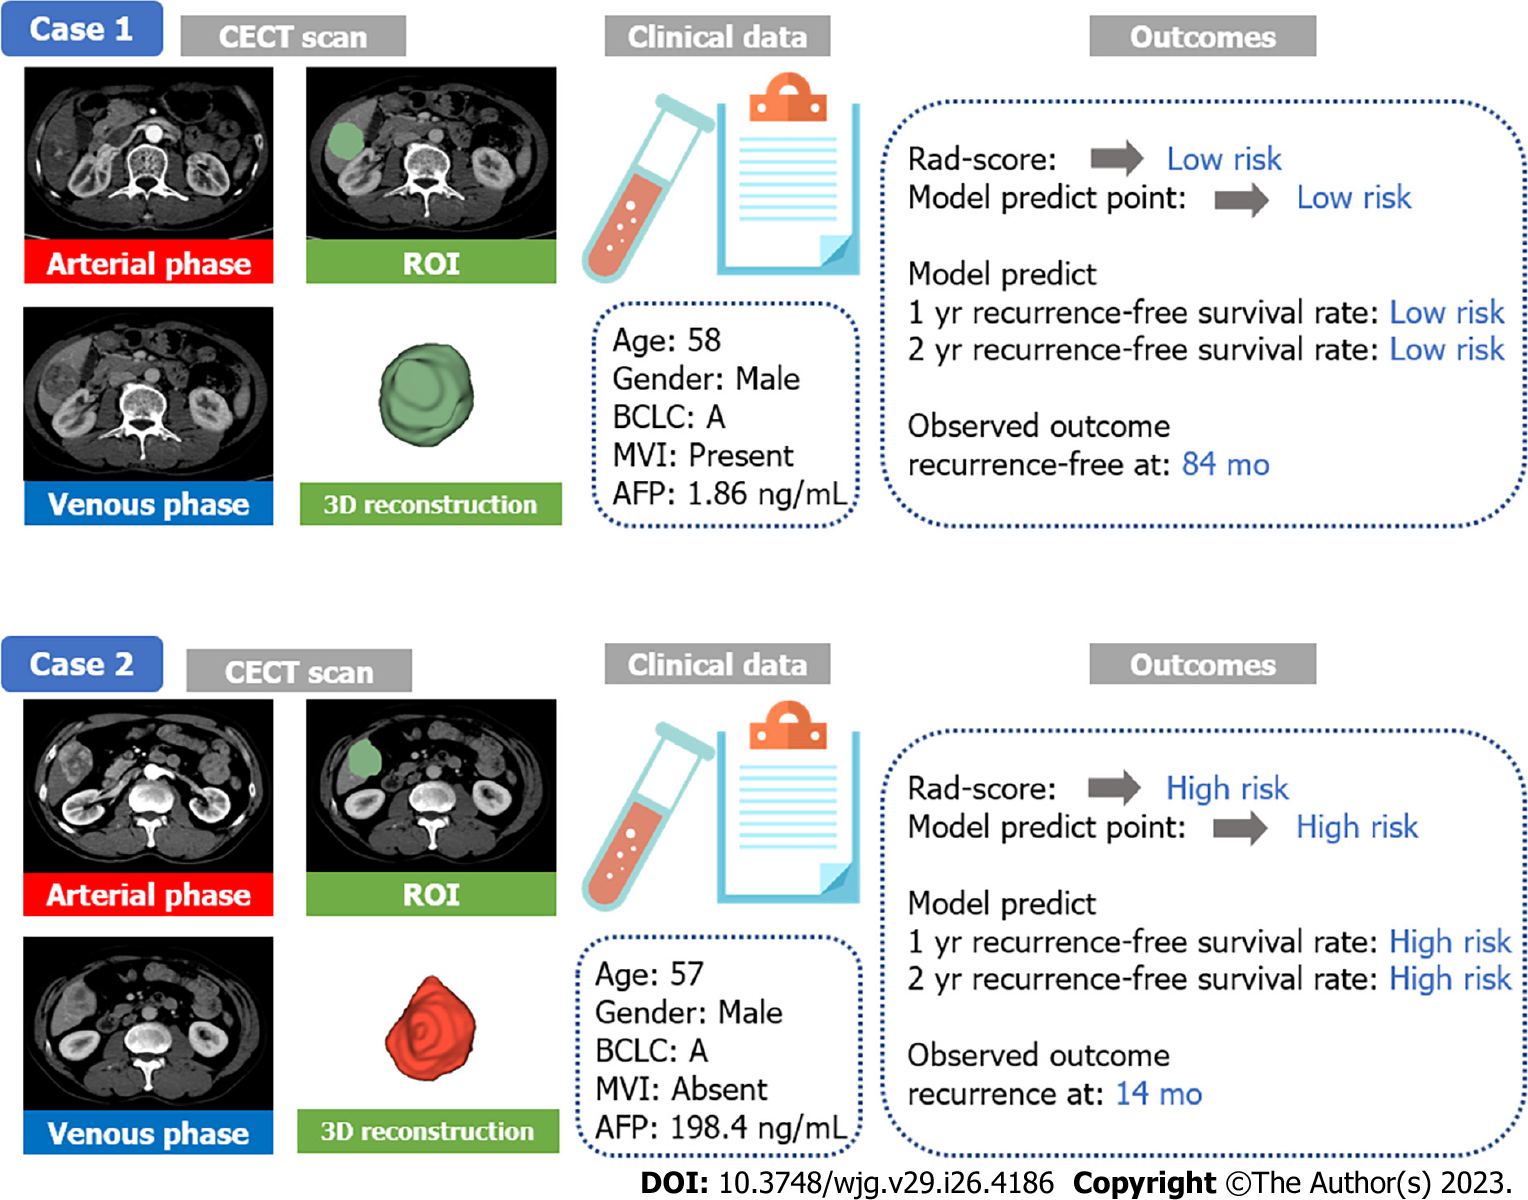 Case 1
CECT scan
Clinical data
Outcomes
Arterial phase
ROI
Venous phase
3D reconstruction
Age: 58
Gender: Male
BCLC: A
MVI: Present
AFP: 1.86 ng/mL
Rad-score: Low risk
Model predict point: Low risk
Model predict
1 yr recurrence-free survival rate: Low risk
2 yr recurrence-free survival rate: Low risk
Observed outcome
recurrence-free at: 84 mo
Case 2
CECT scan
Clinical data
Outcomes
Arterial phase
ROI
Venous phase
3D reconstruction
Age: 57
Gender: Male
BCLC: A
MVI: Absent
AFP: 198.4 ng/mL
Rad-score: High risk
Model predict point: High risk
Model predict
1 yr recurrence-free survival rate: High risk
2 yr recurrence-free survival rate: High risk
Observed outcome
recurrence at: 14 mo
DOI: 10.3748/wjg.v29.i26.4186 Copyright ©The Author(s) 2023.